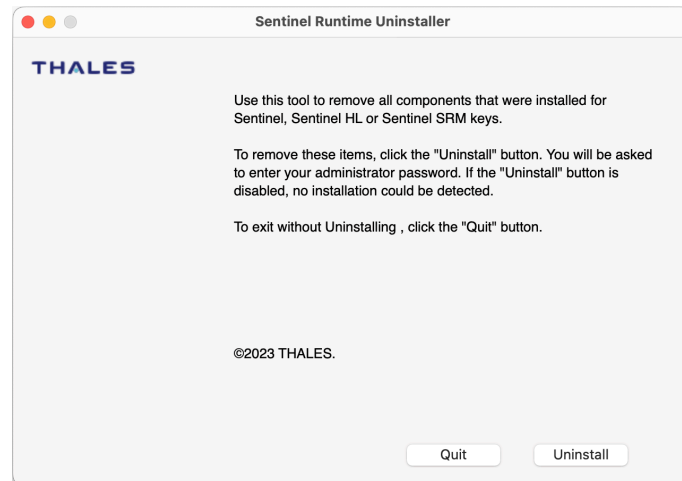 Sentinel Runtime Uninstaller
THALES
Use this tool to remove all components that were installed for
Sentinel, Sentinel HL or Sentinel SRM keys.
To remove these items, click the "Uninstall" button. You will be asked
to enter your administrator password. If the "Uninstall" button is
disabled, no installation could be detected.
To exit without Uninstalling , click the "Quit" button.
©2023 THALES.
Quit
Uninstall